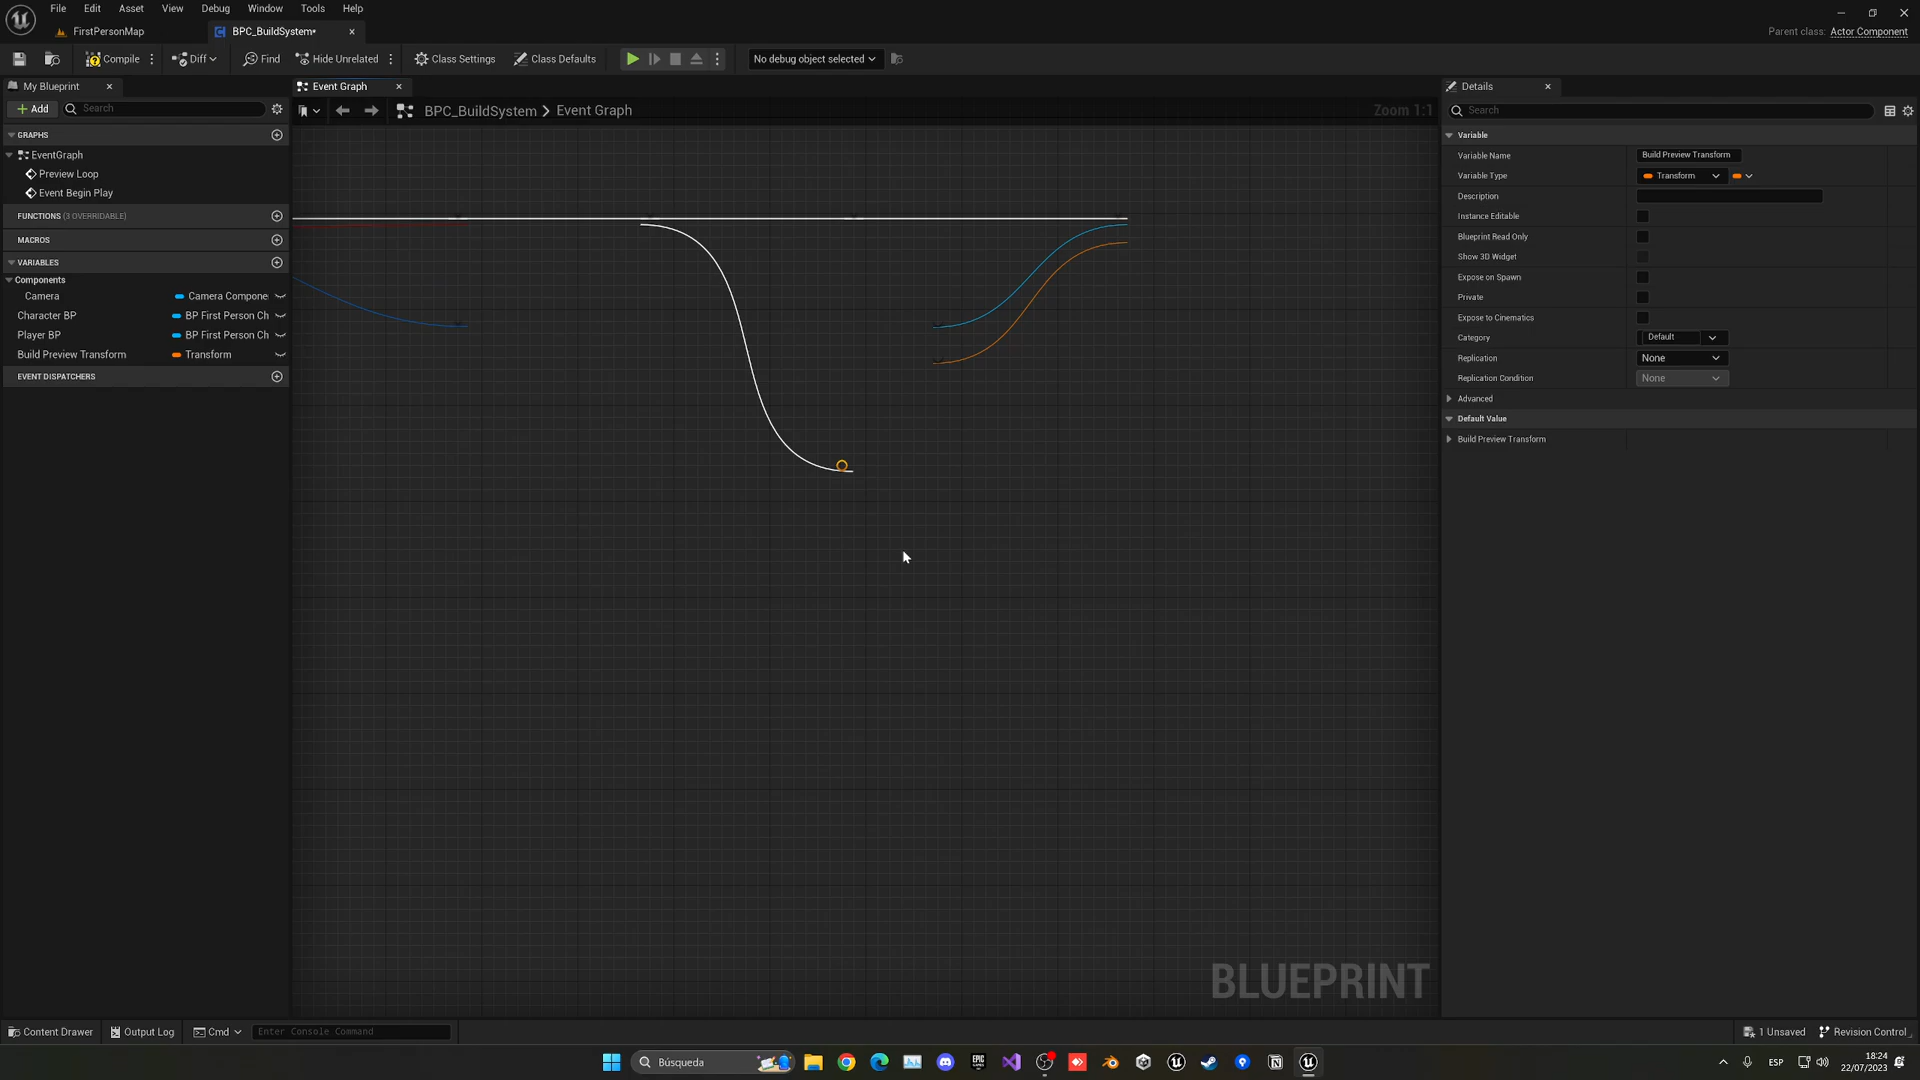 File Edit Asset View Debug Window Tools Help
FirstPersonMap
BPC_BuildSystem*
Parent class: Actor Component
Compile
Diff
Find
Hide Unrelated
Class Settings
Class Defaults
No debug object selected
My Blueprint
Event Graph
Details
Add
Search
BPC_BuildSystem > Event Graph
Zoom 1:1
Search
GRAPHS
EventGraph
Preview Loop
Event Begin Play
FUNCTIONS (3 OVERRIDABLE)
MACROS
VARIABLES
Components
Camera
Camera Compone
Character BP
BP First Person Ch
Player BP
BP First Person Ch
Build Preview Transform
Transform
EVENT DISPATCHERS
Variable
Variable Name
Build Preview Transform
Variable Type
Transform
Description
Instance Editable
Blueprint Read Only
Show 3D Widget
Expose on Spawn
Private
Expose to Cinematics
Category
Default
Replication
None
Replication Condition
None
Advanced
Default Value
Build Preview Transform
BLUEPRINT
Content Drawer
Output Log
Cmd
Enter Console Command
1 Unsaved
Revision Control
Búsqueda
EPIC GAMES
ESP
18:24
22/07/2023